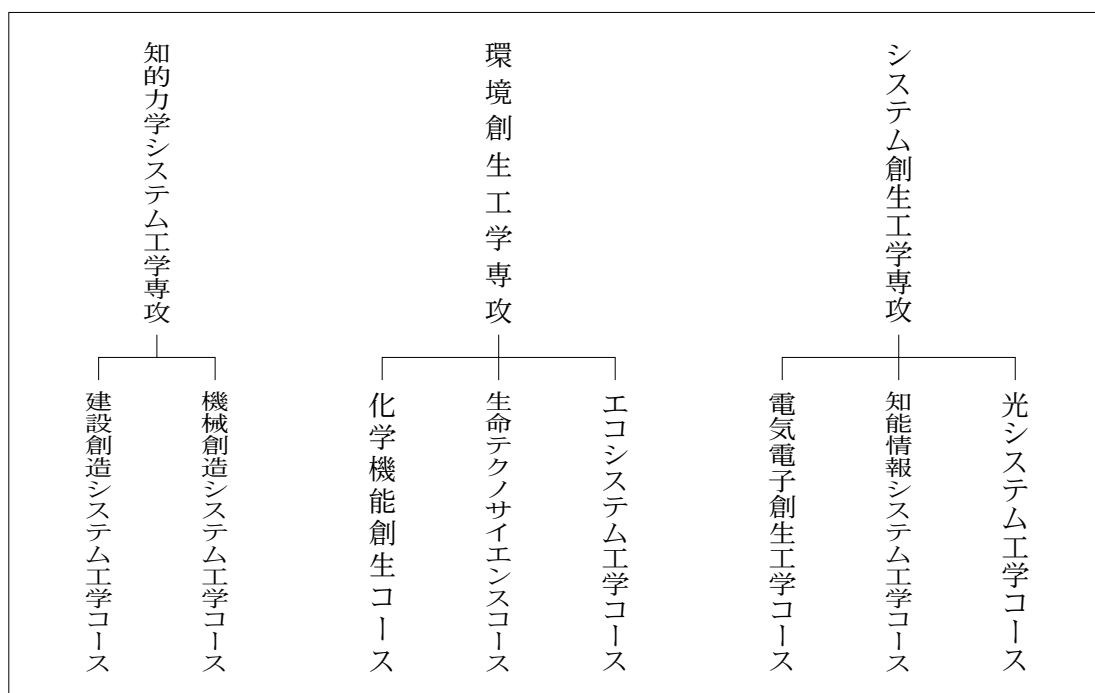 知的力学システム工学専攻
建設創造システム工学コース
機械創造システム工学コース
環境創生工学専攻
化学機能創生コース
生命テクノサイエンスコース
エコシステム工学コース
システム創生工学専攻
電気電子創生工学コース
知能情報システム工学コース
光システム工学コース